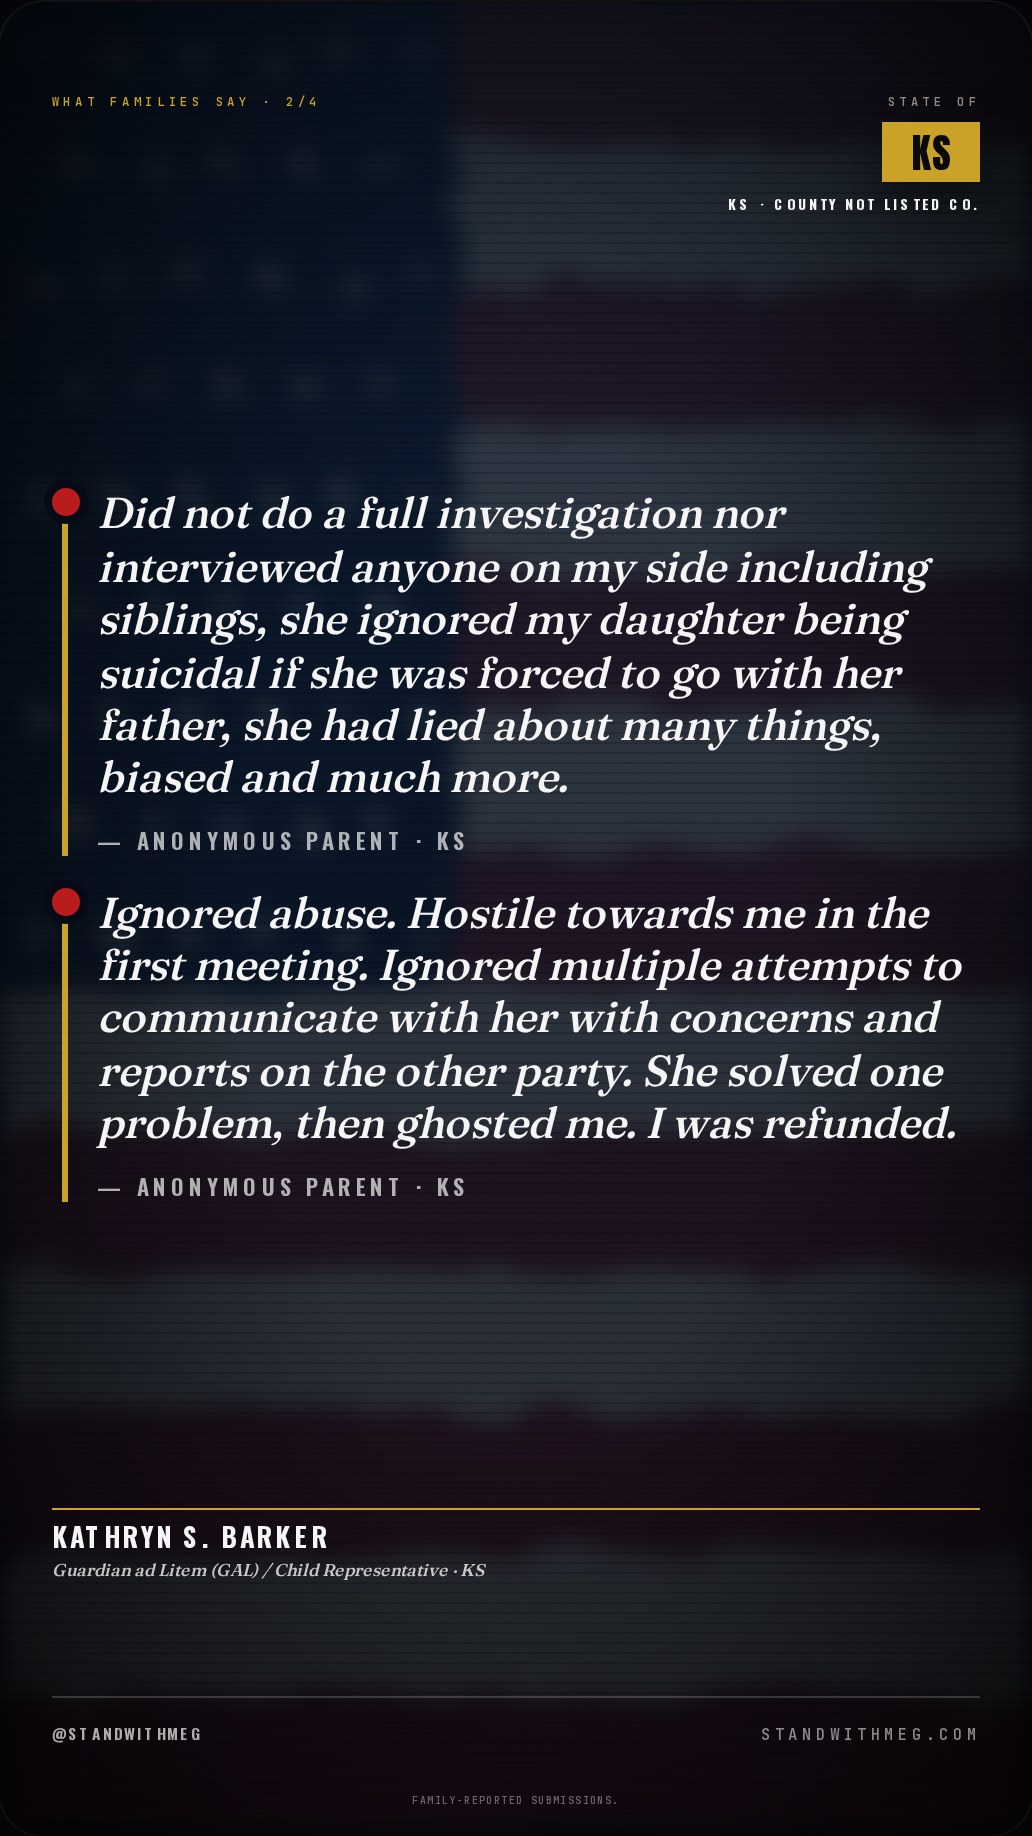 WHAT FAMILIES SAY · 2/4
STATE OF
KS
KS · COUNTY NOT LISTED CO.
Did not do a full investigation nor
interviewed anyone on my side including
siblings, she ignored my daughter being
suicidal if she was forced to go with her
father, she had lied about many things,
biased and much more.
— ANONYMOUS PARENT · KS
Ignored abuse. Hostile towards me in the
first meeting. Ignored multiple attempts to
communicate with her with concerns and
reports on the other party. She solved one
problem, then ghosted me. I was refunded.
— ANONYMOUS PARENT · KS
KATHRYN S. BARKER
Guardian ad Litem (GAL) / Child Representative · KS
@STANDWITHMEG
STANDWITHMEG.COM
FAMILY-REPORTED SUBMISSIONS.